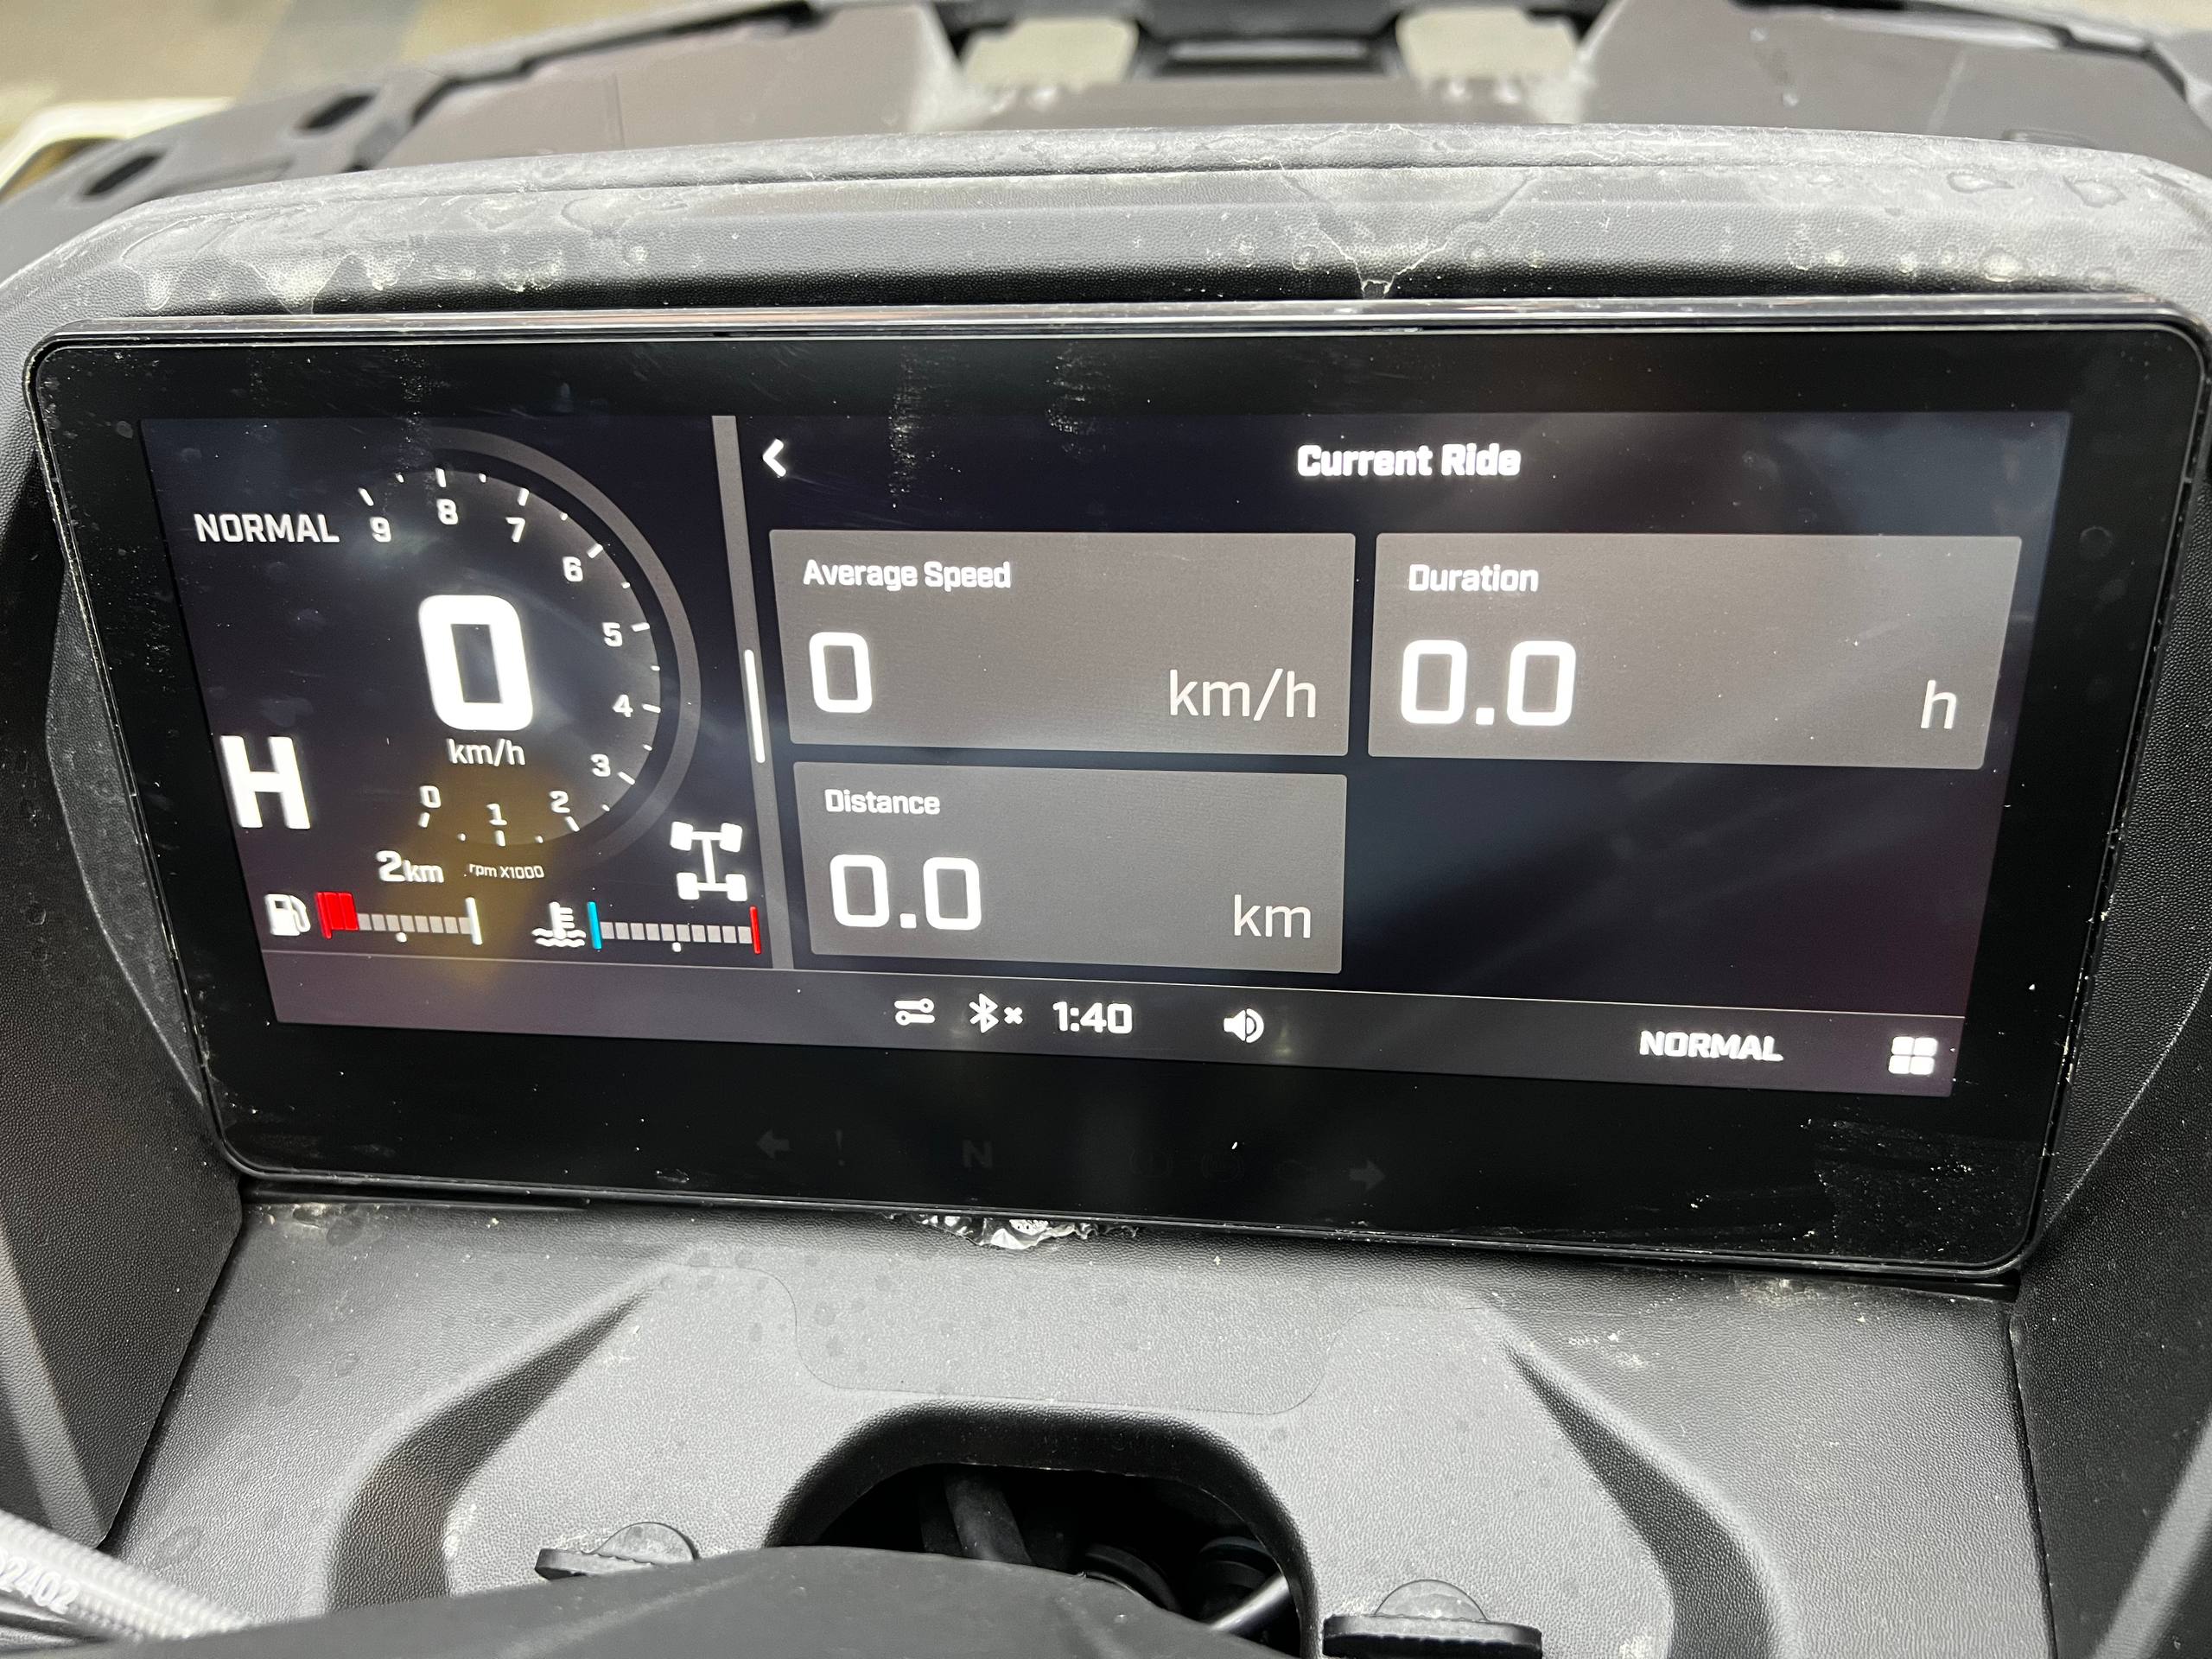 NORMAL
9
8
7
6
5
4
3
2
1
0
0
km/h
H
2km
rpm X1000
Current Ride
Average Speed
0 km/h
Duration
0.0 h
Distance
0.0 km
1:40
NORMAL
N
2402